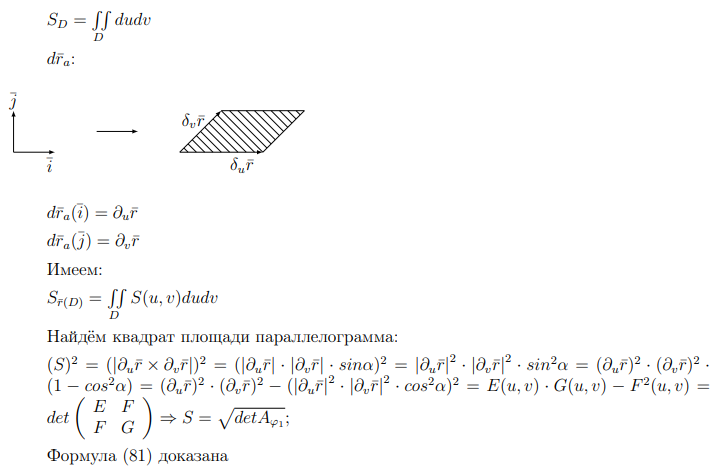 S_D = ∬_D dudv
dr̄_a:
j̄
δ_v r̄
ī
δ_u r̄
dr̄_a(ī) = ∂_u r̄
dr̄_a(j̄) = ∂_v r̄
Имеем:
S_{r̄(D)} = ∬_D S(u, v)dudv
Найдём квадрат площади параллелограмма:
(S)² = (|∂_u r̄ × ∂_v r̄|)² = (|∂_u r̄| · |∂_v r̄| · sinα)² = |∂_u r̄|² · |∂_v r̄|² · sin²α = (∂_u r̄)² · (∂_v r̄)² ·
(1 − cos²α) = (∂_u r̄)² · (∂_v r̄)² − (|∂_u r̄|² · |∂_v r̄|² · cos²α)² = E(u, v) · G(u, v) − F²(u, v) =
det ( E F ; F G ) ⇒ S = √(detA_{φ₁});
Формула (81) доказана